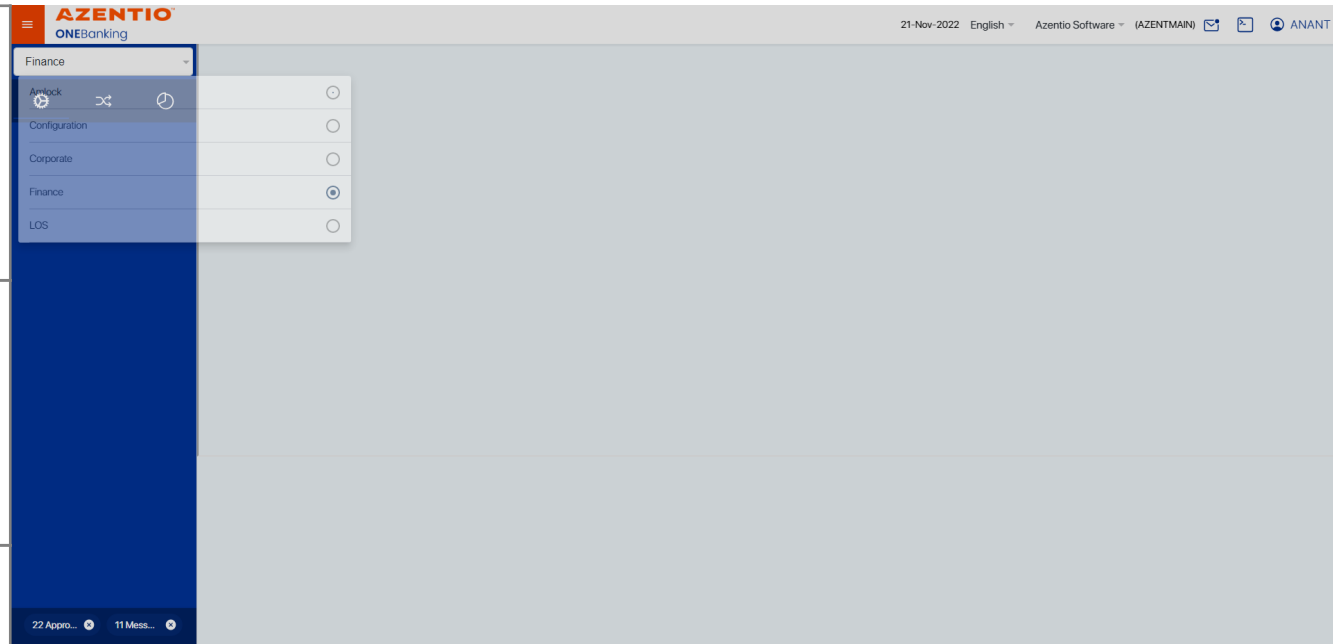 AZENTIO™
ONEBanking
21-Nov-2022 English Azentio Software (AZENTMAIN) ANANT
Finance
Amlock
Configuration
Corporate
Finance
LOS
22 Appro... 11 Mess...